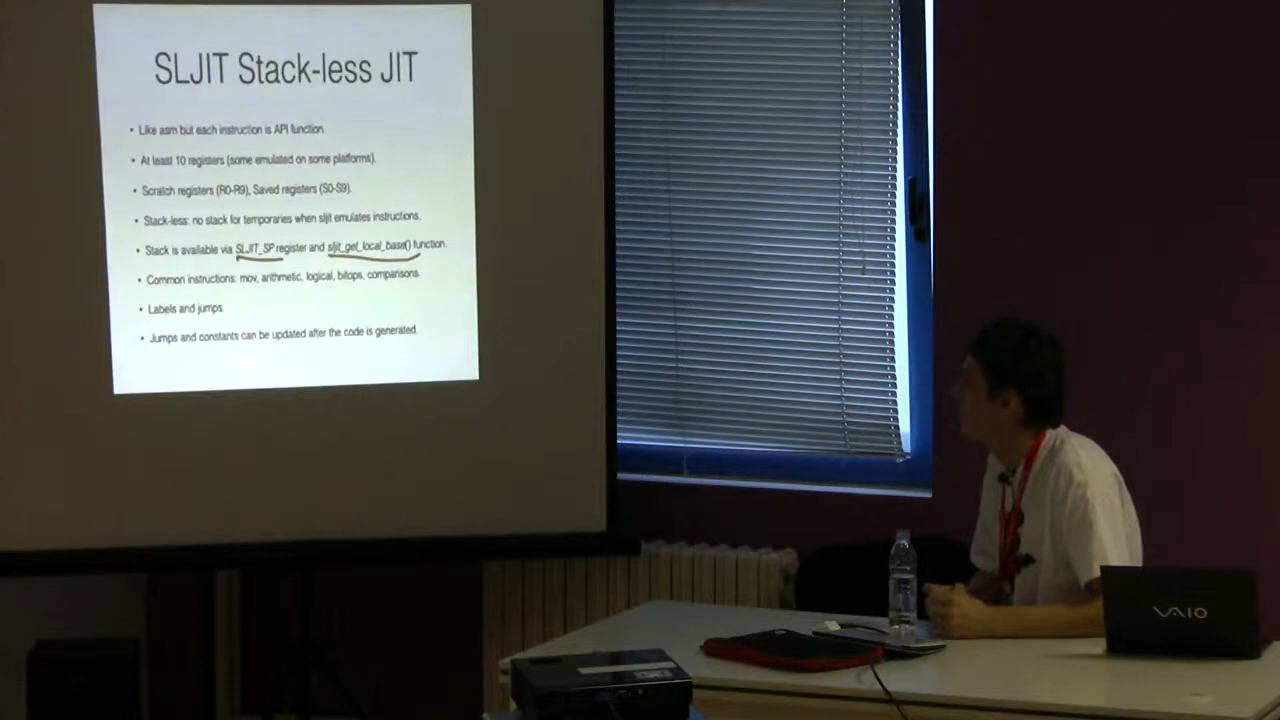 SLJIT Stack-less JIT
• Like asm but each instruction is API function.
• At least 10 registers (some emulated on some platforms).
• Scratch registers (R0-R9), Saved registers (S0-S9).
• Stack-less: no stack for temporaries when sljit emulates instructions.
• Stack is available via SLJIT_SP register and sljit_get_local_base() function.
• Common instructions: mov, arithmetic, logical, bitops, comparisons.
• Labels and jumps.
• Jumps and constants can be updated after the code is generated.
VAIO